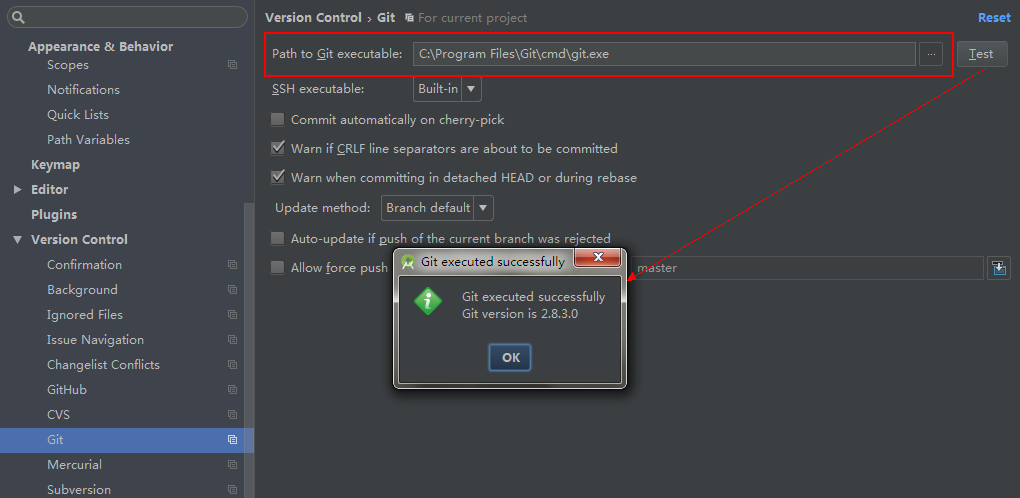 Version Control › Git For current project Reset
Appearance & Behavior
Scopes
Notifications
Quick Lists
Path Variables
Keymap
Editor
Plugins
Version Control
Confirmation
Background
Ignored Files
Issue Navigation
Changelist Conflicts
GitHub
CVS
Git
Mercurial
Subversion
Path to Git executable: C:\Program Files\Git\cmd\git.exe ... Test
SSH executable: Built-in
Commit automatically on cherry-pick
Warn if CRLF line separators are about to be committed
Warn when committing in detached HEAD or during rebase
Update method: Branch default
Auto-update if push of the current branch was rejected
Allow force push master
Git executed successfully
Git executed successfully
Git version is 2.8.3.0
OK